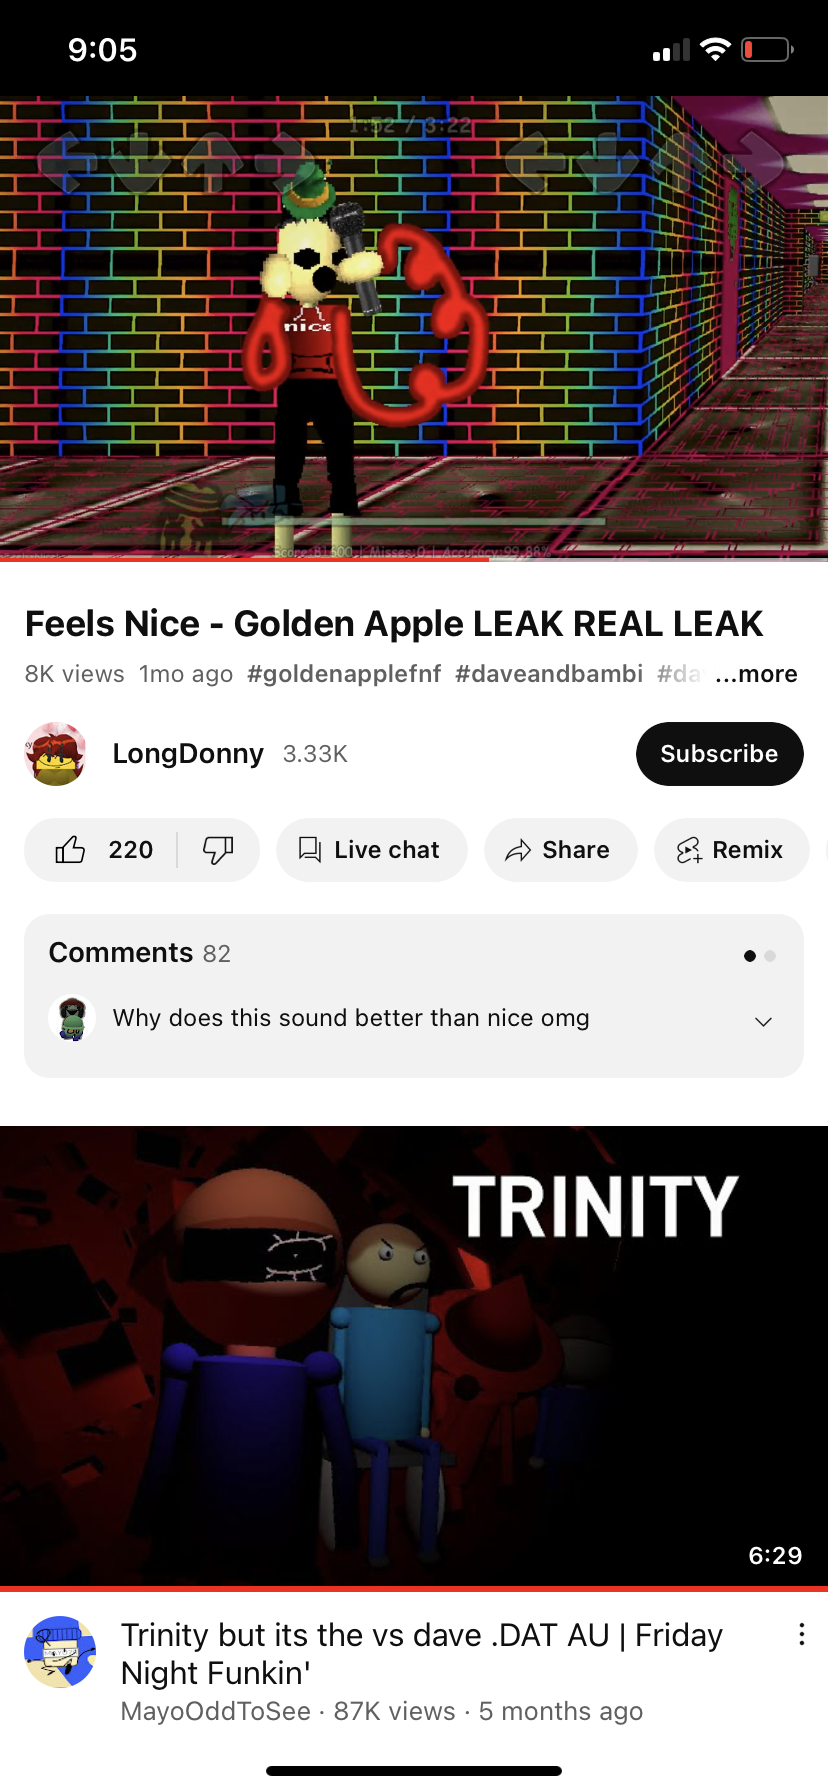 9:05
1:52 / 3:22
nice
Score:81600 | Misses:0 | Accuracy:99.88%
Feels Nice - Golden Apple LEAK REAL LEAK
8K views 1mo ago #goldenapplefnf #daveandbambi #da ...more
LongDonny 3.33K Subscribe
220 Live chat Share Remix
Comments 82
Why does this sound better than nice omg
TRINITY
6:29
Trinity but its the vs dave .DAT AU | Friday
Night Funkin'
MayoOddToSee · 87K views · 5 months ago